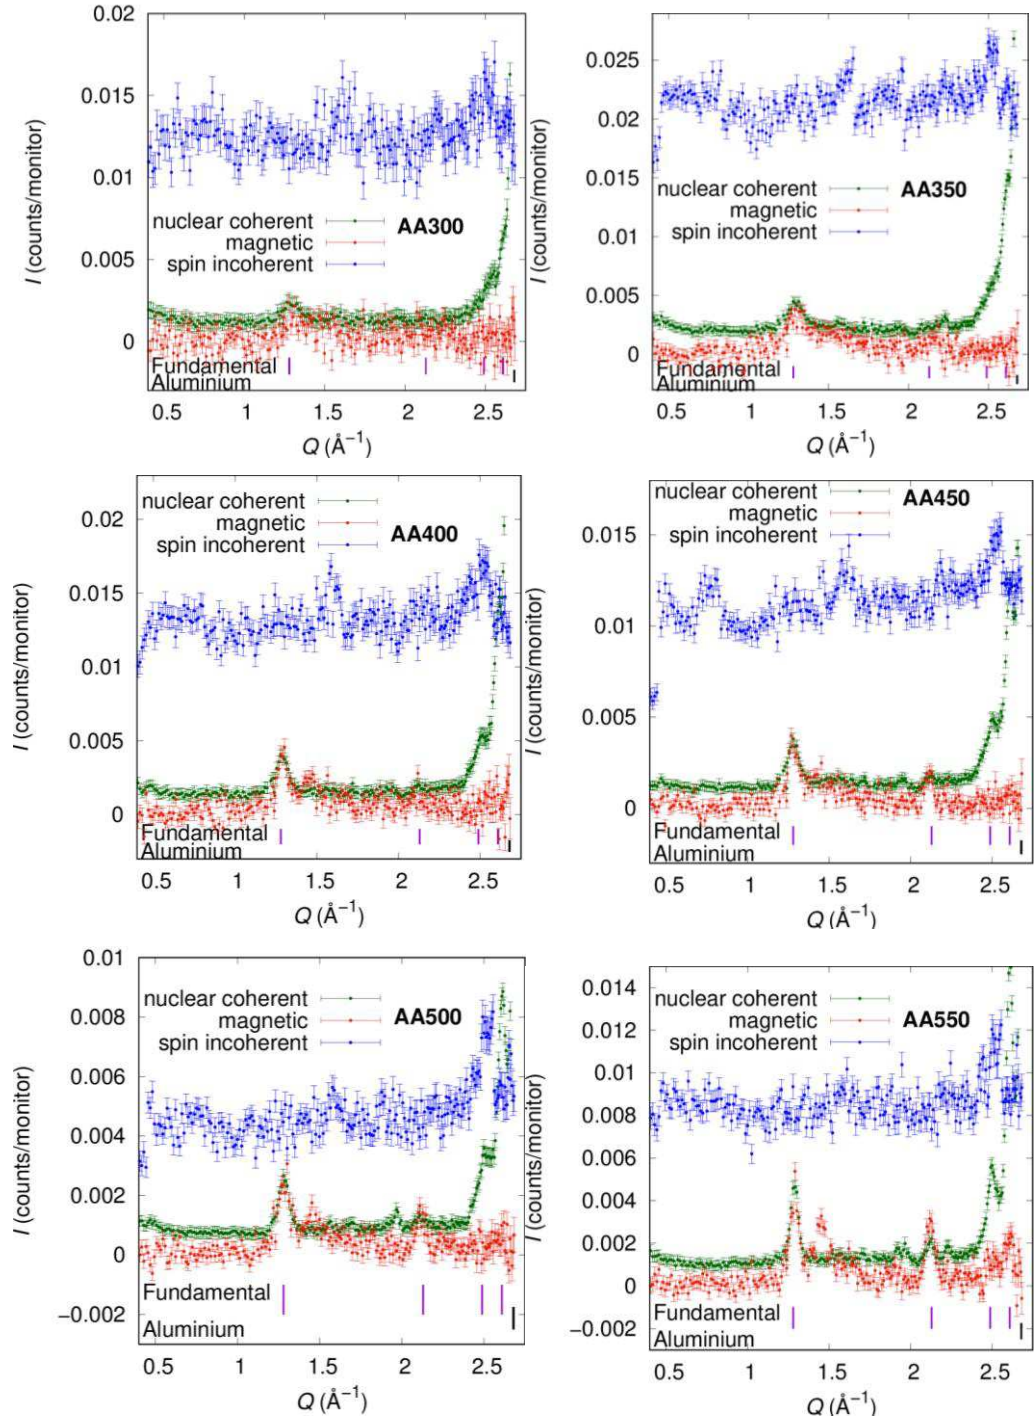 0.02
0.015
0.01
0.005
0
I (counts/monitor)
nuclear coherent
magnetic
spin incoherent
AA300
Fundamental
Aluminium
0.5 1 1.5 2 2.5
Q (Å⁻¹)
0.025
0.02
0.015
0.01
0.005
0
I (counts/monitor)
nuclear coherent
magnetic
spin incoherent
AA350
Fundamental
Aluminium
0.5 1 1.5 2 2.5
Q (Å⁻¹)
0.02
0.015
0.01
0.005
0
I (counts/monitor)
nuclear coherent
magnetic
spin incoherent
AA400
Fundamental
Aluminium
0.5 1 1.5 2 2.5
Q (Å⁻¹)
0.015
0.01
0.005
0
I (counts/monitor)
nuclear coherent
magnetic
spin incoherent
AA450
Fundamental
Aluminium
0.5 1 1.5 2 2.5
Q (Å⁻¹)
0.01
0.008
0.006
0.004
0.002
0
−0.002
I (counts/monitor)
nuclear coherent
magnetic
spin incoherent
AA500
Fundamental
Aluminium
0.5 1 1.5 2 2.5
Q (Å⁻¹)
0.014
0.012
0.01
0.008
0.006
0.004
0.002
0
−0.002
I (counts/monitor)
nuclear coherent
magnetic
spin incoherent
AA550
Fundamental
Aluminium
0.5 1 1.5 2 2.5
Q (Å⁻¹)